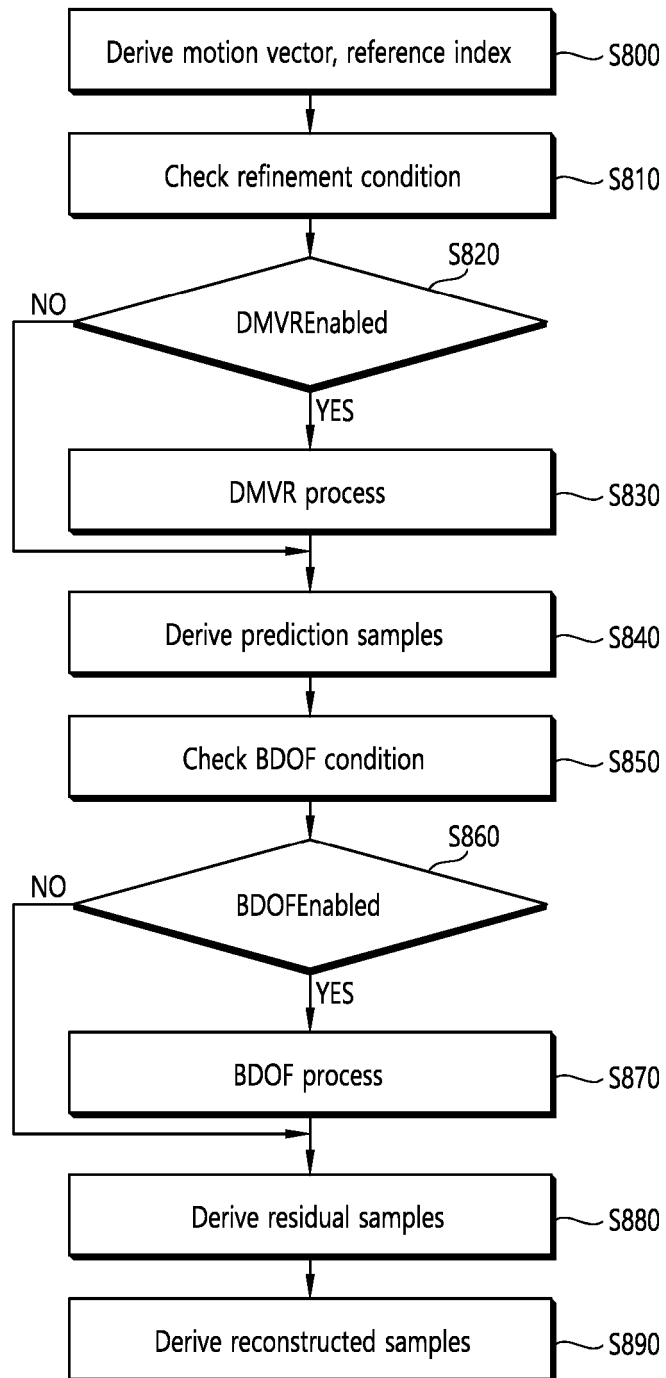 Derive motion vector, reference index
S800
Check refinement condition
S810
S820
NO
DMVREnabled
YES
DMVR process
S830
Derive prediction samples
S840
Check BDOF condition
S850
S860
NO
BDOFEnabled
YES
BDOF process
S870
Derive residual samples
S880
Derive reconstructed samples
S890